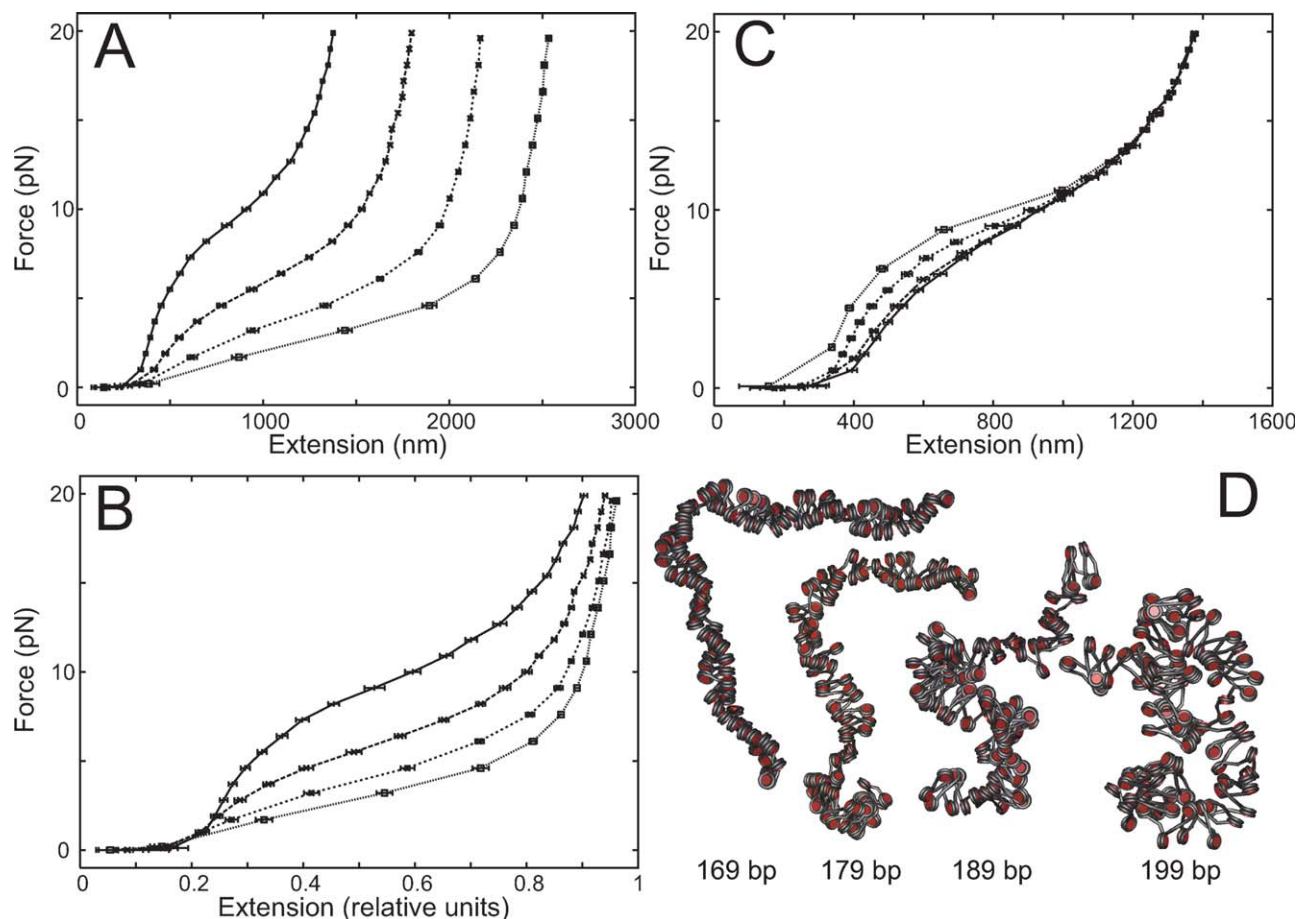 A
20
10
0
Force (pN)
0
1000
2000
3000
Extension (nm)
C
20
10
0
Force (pN)
0
400
800
1200
1600
Extension (nm)
B
20
10
0
Force (pN)
0
0.2
0.4
0.6
0.8
1
Extension (relative units)
D
169 bp
179 bp
189 bp
199 bp